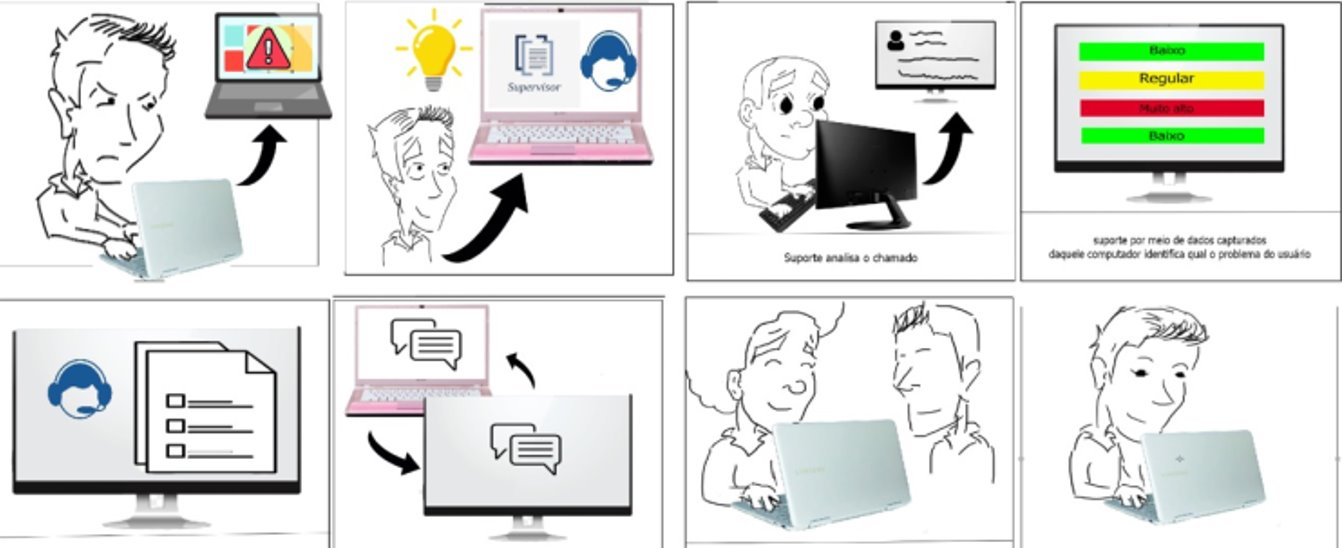 Supervisor
Suporte analisa o chamado
Baixo
Regular
Muito alto
Baixo
suporte por meio de dados capturados
daquele computador identifica qual o problema do usuário